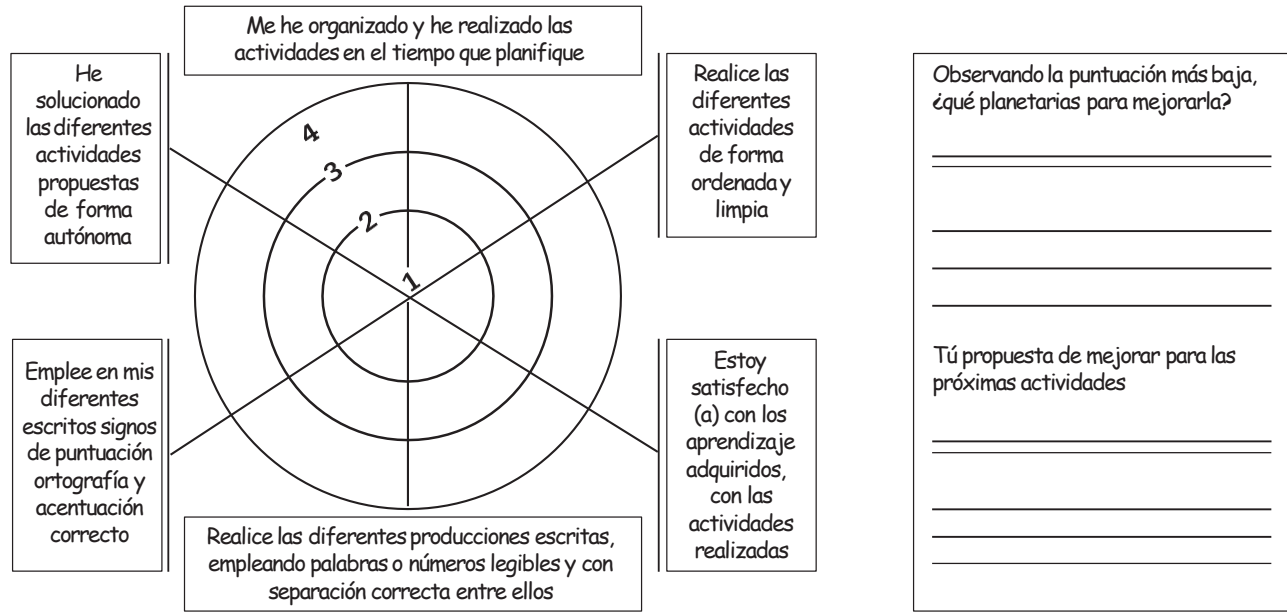 Me he organizado y he realizado las
actividades en el tiempo que planifique
He
solucionado
las diferentes
actividades
propuestas
de forma
autónoma
Realice las
diferentes
actividades
de forma
ordenada y
limpia
4
3
2
1
Emplee en mis
diferentes
escritos signos
de puntuación
ortografía y
acentuación
correcto
Estoy
satisfecho
(a) con los
aprendizaje
adquiridos,
con las
actividades
realizadas
Realice las diferentes producciones escritas,
empleando palabras o números legibles y con
separación correcta entre ellos
Observando la puntuación más baja,
¿qué planetarias para mejorarla?
Tú propuesta de mejorar para las
próximas actividades